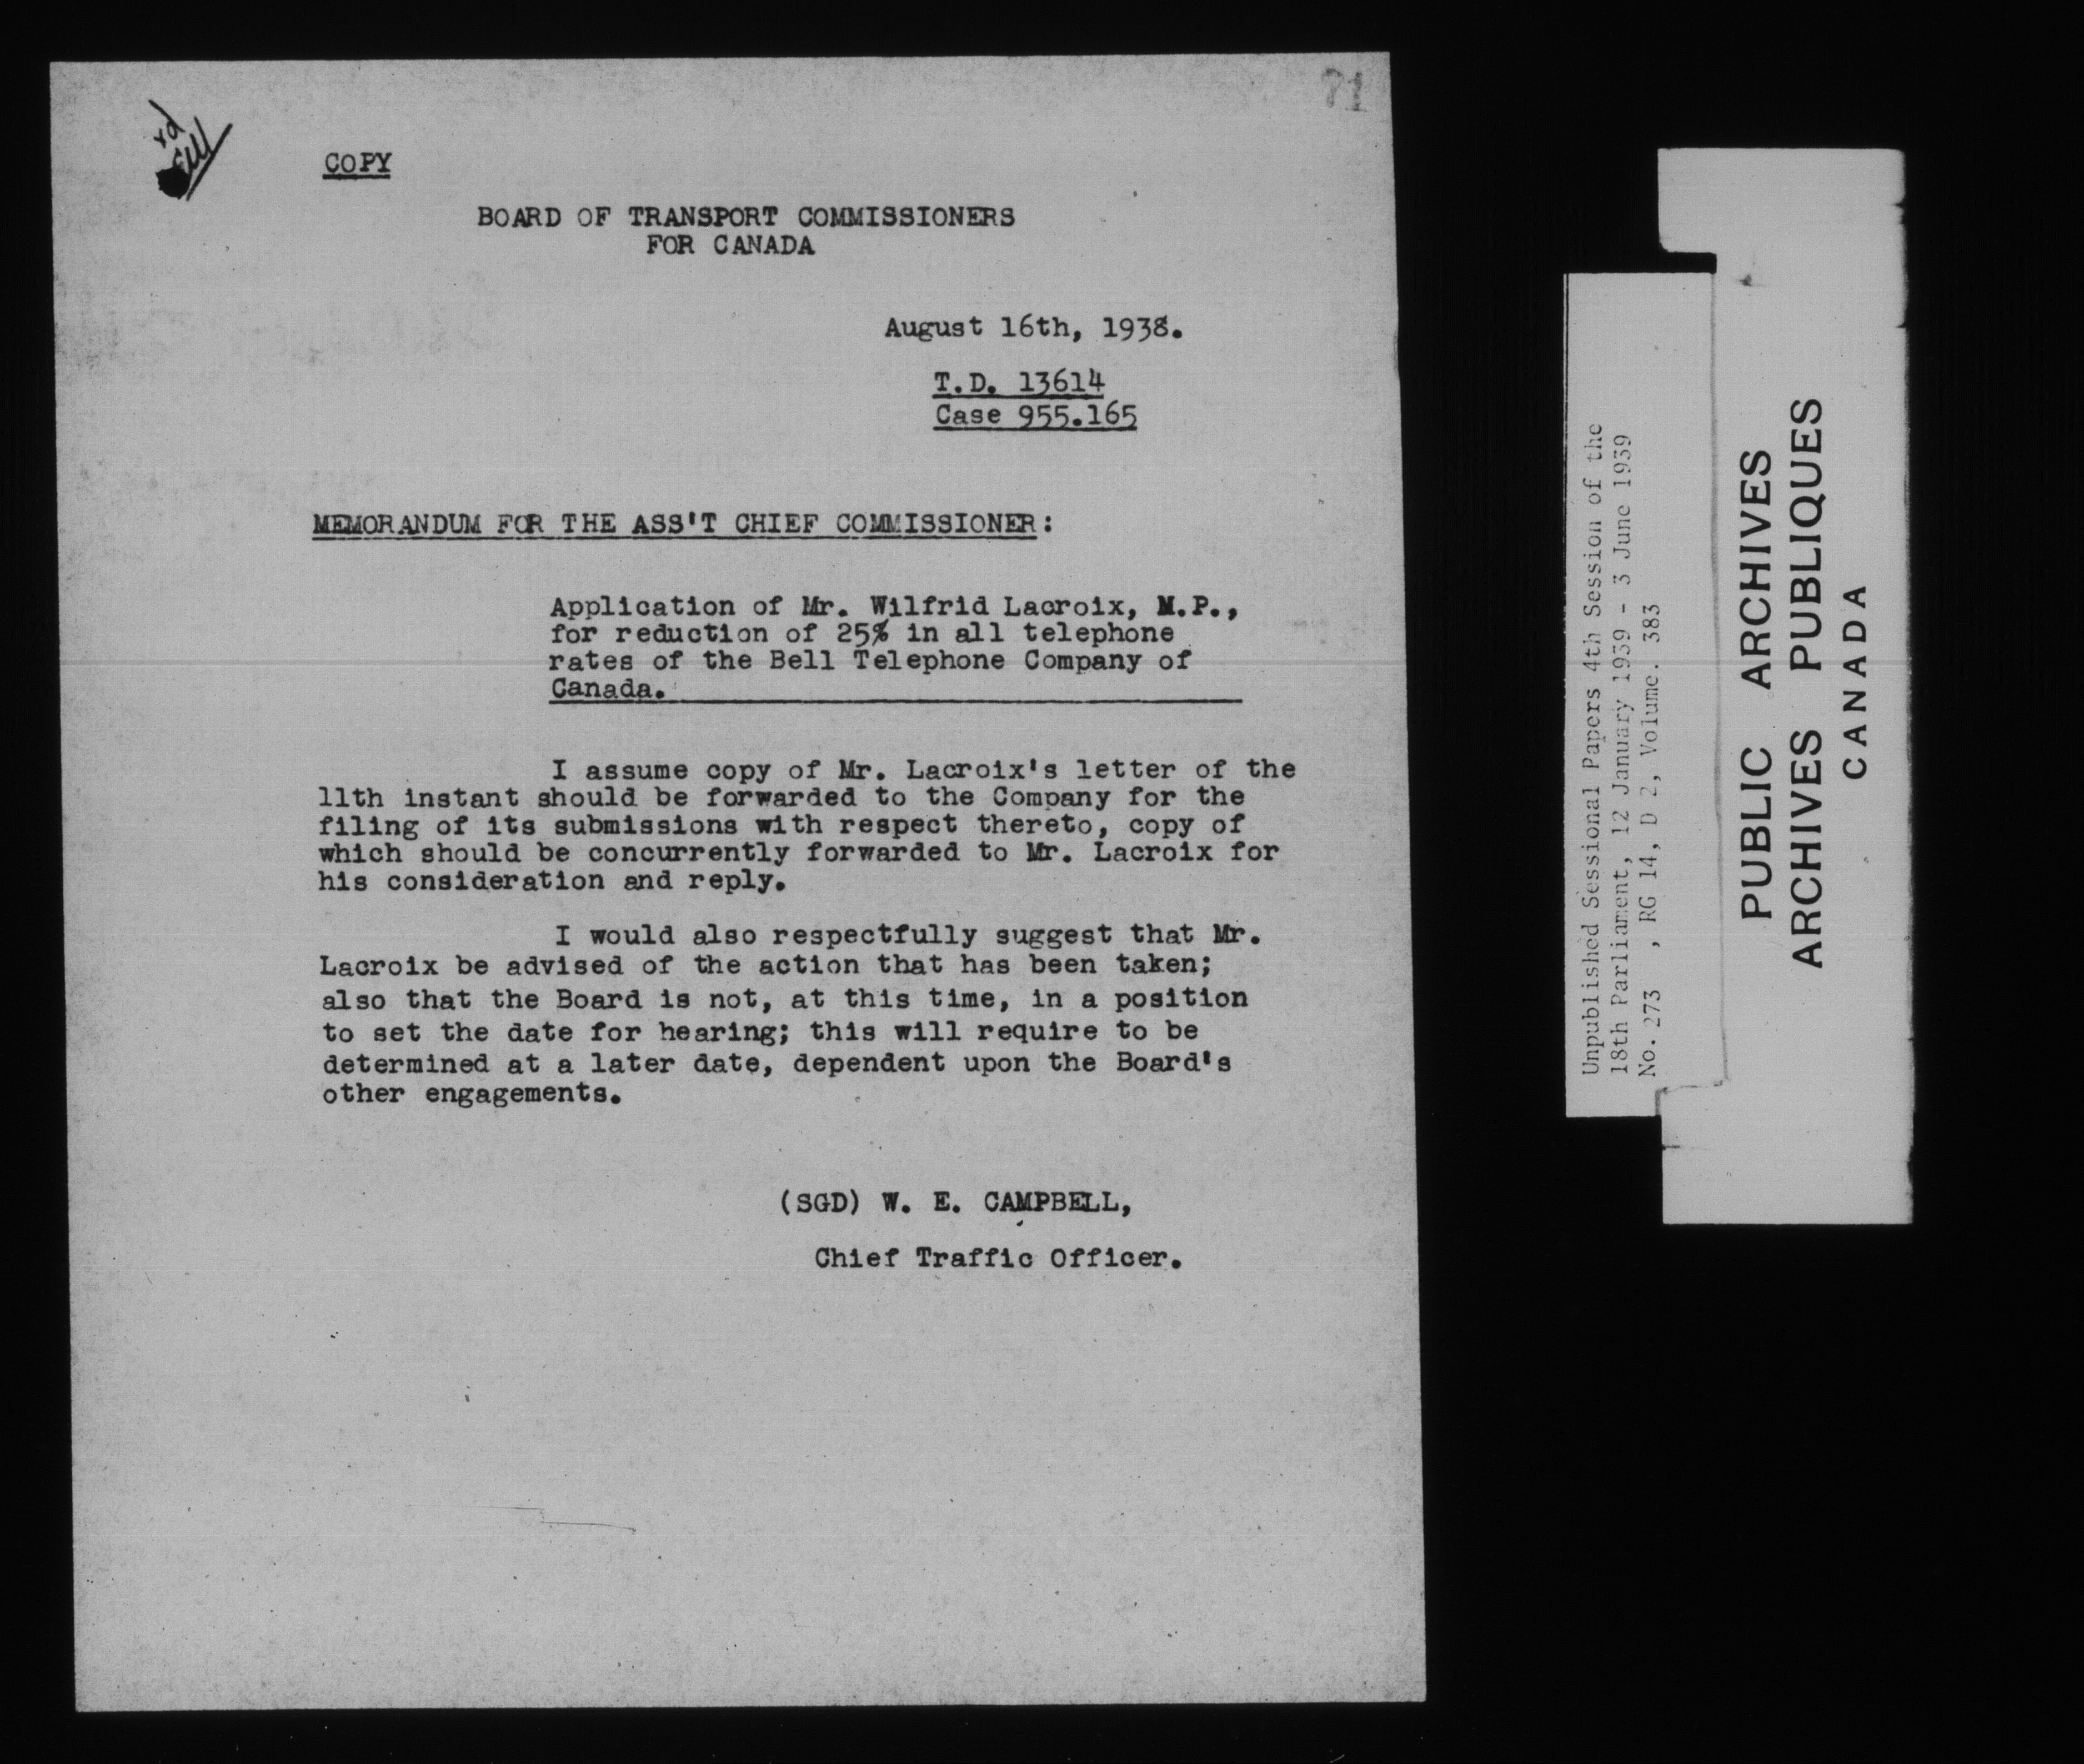 COPY
BOARD OF TRANSPORT COMMISSIONERS
FOR CANADA
August 16th, 1938.
T.D. 13614
Case 955.165
MEMORANDUM FOR THE ASS'T CHIEF COMMISSIONER:
Application of Mr. Wilfrid Lacroix, M.P.,
for reduction of 25% in all telephone
rates of the Bell Telephone Company of
Canada.
I assume copy of Mr. Lacroix's letter of the
11th instant should be forwarded to the Company for the
filing of its submissions with respect thereto, copy of
which should be concurrently forwarded to Mr. Lacroix for
his consideration and reply.
I would also respectfully suggest that Mr.
Lacroix be advised of the action that has been taken;
also that the Board is not, at this time, in a position
to set the date for hearing; this will require to be
determined at a later date, dependent upon the Board's
other engagements.
(SGD) W. E. CAMPBELL,
Chief Traffic Officer.
Unpublished Sessional Papers 4th Session of the
18th Parliament, 12 January 1939 - 3 June 1939
No. 273 , RG 14, D 2, Volume. 383
PUBLIC ARCHIVES
ARCHIVES PUBLIQUES
CANADA